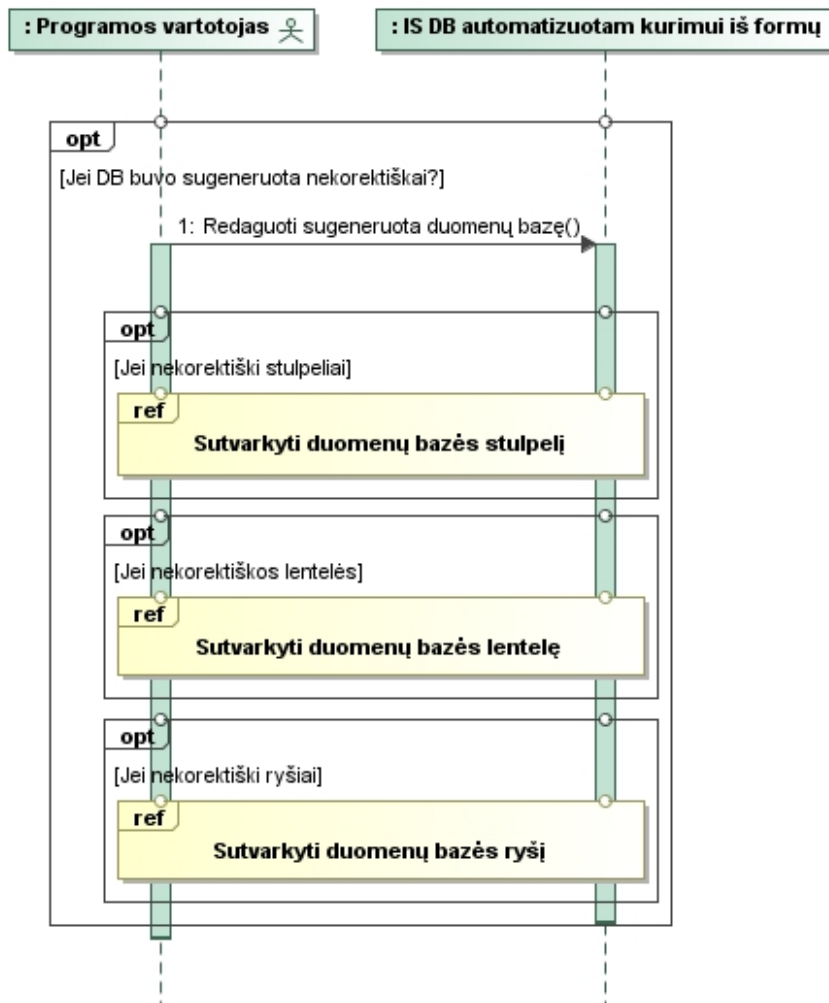 : Programos vartotojas
: IS DB automatizuotam kurimui iš formų
opt
[Jei DB buvo sugeneruota nekorektiškai?]
1: Redaguoti sugeneruota duomenų bazę()
opt
[Jei nekorektiški stulpeliai]
ref
Sutvarkyti duomenų bazės stulpelį
opt
[Jei nekorektiškos lentelės]
ref
Sutvarkyti duomenų bazės lentelę
opt
[Jei nekorektiški ryšiai]
ref
Sutvarkyti duomenų bazės ryšį